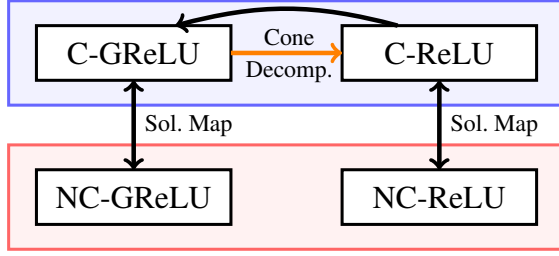 C-GReLU
Cone
Decomp.
C-ReLU
Sol. Map
Sol. Map
NC-GReLU
NC-ReLU